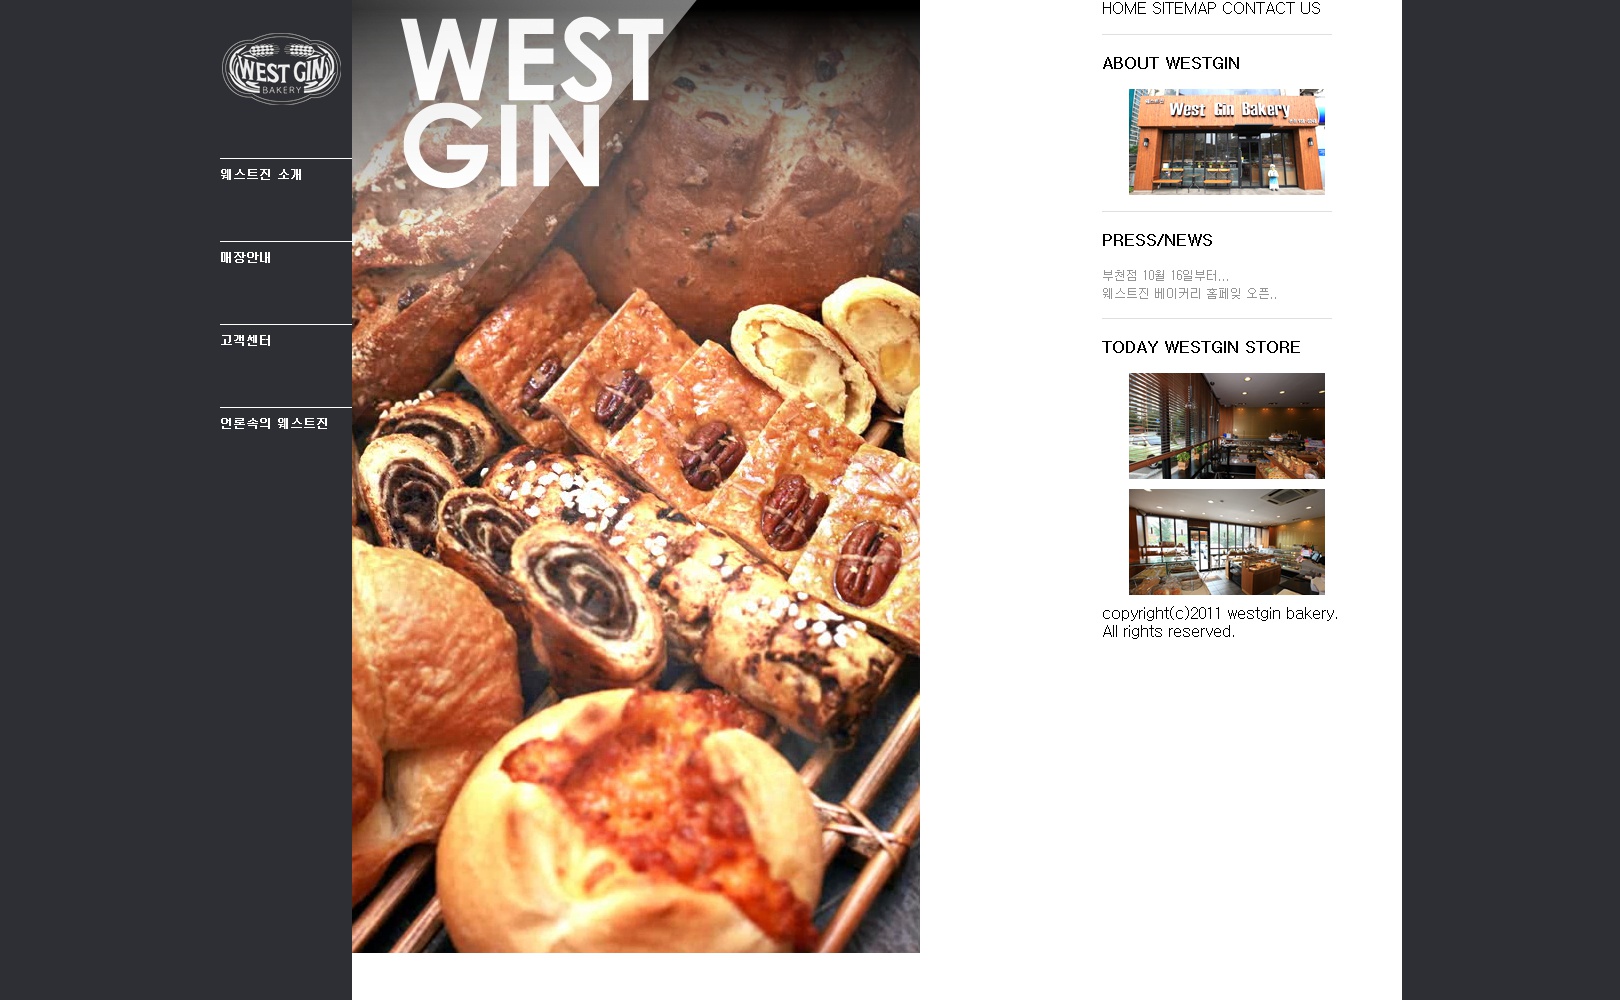 WEST GIN
BAKERY
웨스트진 소개
매장안내
고객센터
언론속의 웨스트진
WEST
GIN
HOME SITEMAP CONTACT US
ABOUT WESTGIN
West Gin Bakery
PRESS/NEWS
부천점 10월 16일부터...
웨스트진 베이커리 홈페잊 오픈..
TODAY WESTGIN STORE
copyright(c)2011 westgin bakery.
All rights reserved.